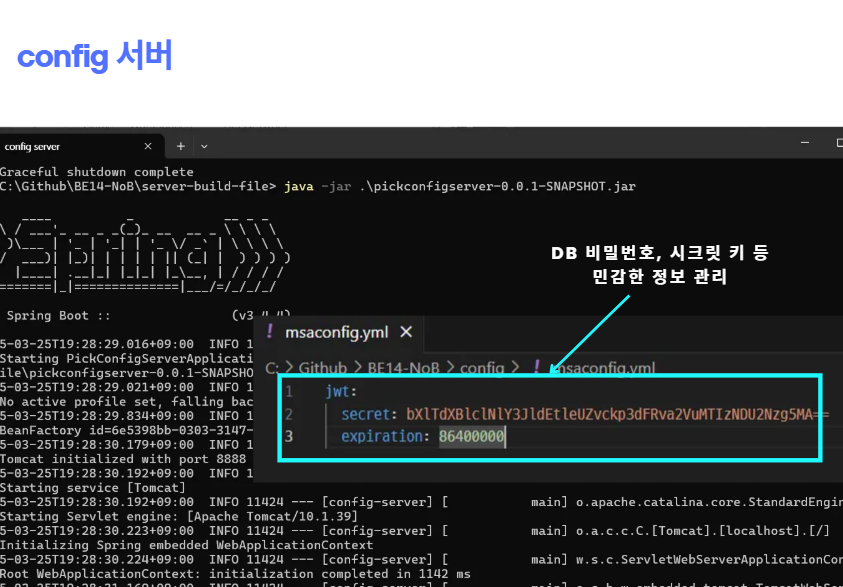 config 서버
config server
Graceful shutdown complete
C:\Github\BE14-NoB\server-build-file> java -jar .\pickconfigserver-0.0.1-SNAPSHOT.jar
DB 비밀번호, 시크릿 키 등
민감한 정보 관리
Spring Boot ::
5-03-25T19:28:29.016+09:00 INFO 1
Starting PickConfigServerApplicati
ile\pickconfigserver-0.0.1-SNAPSHO
5-03-25T19:28:29.021+09:00 INFO 1
No active profile set, falling bac
5-03-25T19:28:29.834+09:00 INFO 1
BeanFactory id=6e5398bb-0303-3147-
5-03-25T19:28:30.179+09:00 INFO 1
Tomcat initialized with port 8888
5-03-25T19:28:30.192+09:00 INFO 1
Starting service [Tomcat]
! msaconfig.yml
C: > Github > BE14-NoB > config > ! msaconfig.yml
1 jwt:
2 secret: bXlTdXBlclNlY3JldEtleUZvckp3dFRva2VuMTIzNDU2Nzg5MA==
3 expiration: 86400000
5-03-25T19:28:30.192+09:00 INFO 11424 --- [config-server] [ main] o.apache.catalina.core.StandardEngin
Starting Servlet engine: [Apache Tomcat/10.1.39]
5-03-25T19:28:30.223+09:00 INFO 11424 --- [config-server] [ main] o.a.c.c.C.[Tomcat].[localhost].[/]
Initializing Spring embedded WebApplicationContext
5-03-25T19:28:30.224+09:00 INFO 11424 --- [config-server] [ main] w.s.c.ServletWebServerApplicationCon
Root WebApplicationContext: initialization completed in 1142 ms